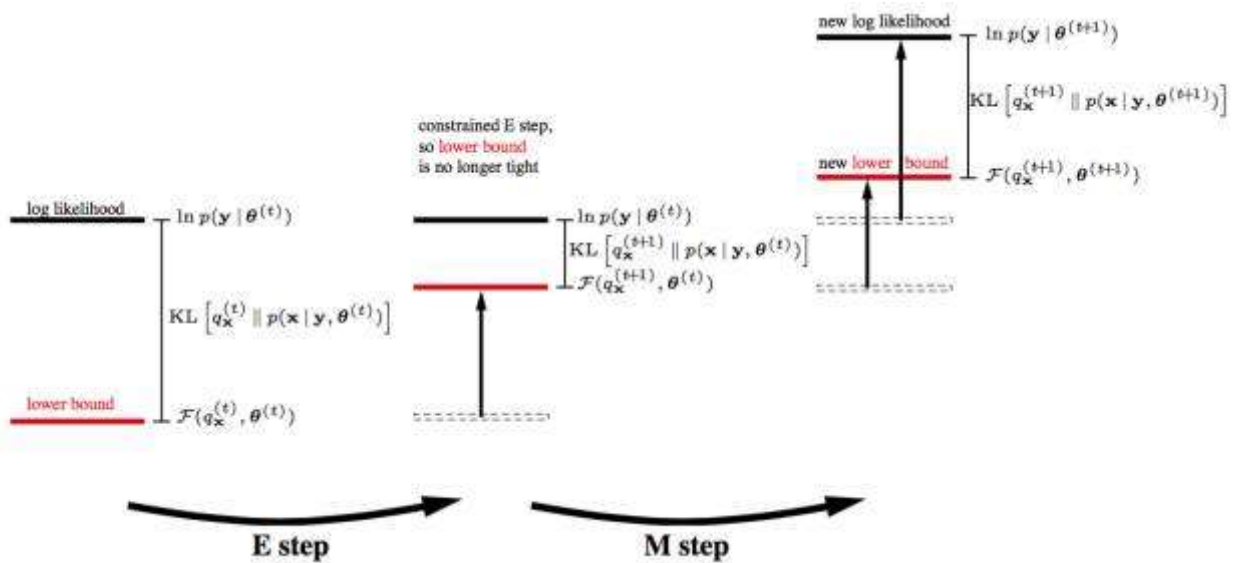 log likelihood
ln p(y | θ^(t))
KL [q_x^(t) || p(x | y, θ^(t))]
lower bound
F(q_x^(t), θ^(t))
E step
constrained E step,
so lower bound
is no longer tight
ln p(y | θ^(t))
KL [q_x^(t+1) || p(x | y, θ^(t))]
F(q_x^(t+1), θ^(t))
M step
new log likelihood
ln p(y | θ^(t+1))
KL [q_x^(t+1) || p(x | y, θ^(t+1))]
new lower bound
F(q_x^(t+1), θ^(t+1))